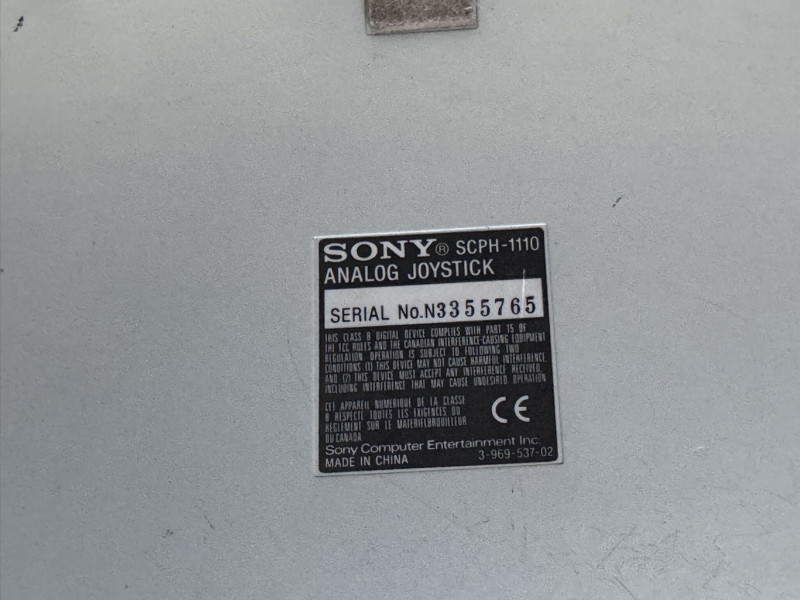 SONY® SCPH-1110
ANALOG JOYSTICK
SERIAL No.N3355765
THIS CLASS B DIGITAL DEVICE COMPLIES WITH PART 15 OF
THE FCC RULES AND THE CANADIAN INTERFERENCE-CAUSING EQUIPMENT
REGULATION. OPERATION IS SUBJECT TO FOLLOWING TWO
CONDITIONS (1) THIS DEVICE MAY NOT CAUSE HARMFUL INTERFERENCE.
AND (2) THIS DEVICE MUST ACCEPT ANY INTERFERENCE RECEIVED,
INCLUDING INTERFERENCE THAT MAY CAUSE UNDESIRED OPERATION
CET APPAREIL NUMERIQUE DE LA CLASSE
B RESPECTE TOUTES LES EXIGENCES DU
REGLEMENT SUR LE MATERIELBROUILLEUR
DU CANADA
CE
Sony Computer Entertainment Inc.
MADE IN CHINA 3-969-537-02